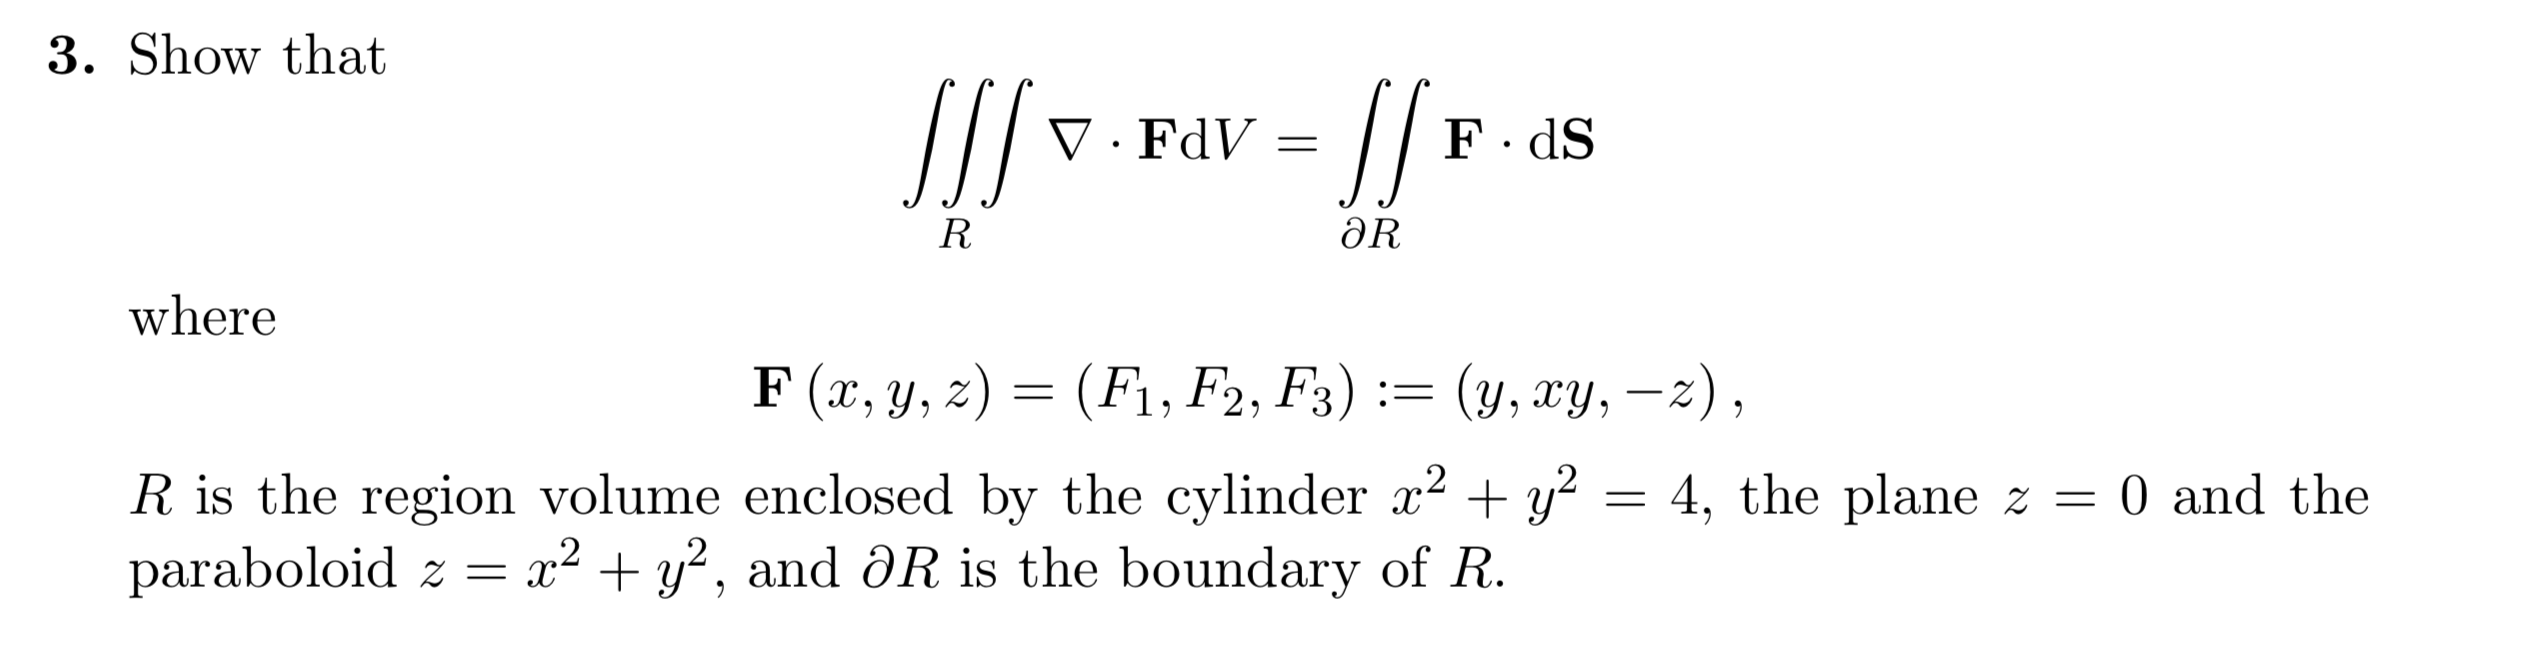 3. Show that
∭_R ∇ · F dV = ∬_∂R F · dS
where
F (x, y, z) = (F₁, F₂, F₃) := (y, xy, −z) ,
R is the region volume enclosed by the cylinder x² + y² = 4, the plane z = 0 and the
paraboloid z = x² + y², and ∂R is the boundary of R.